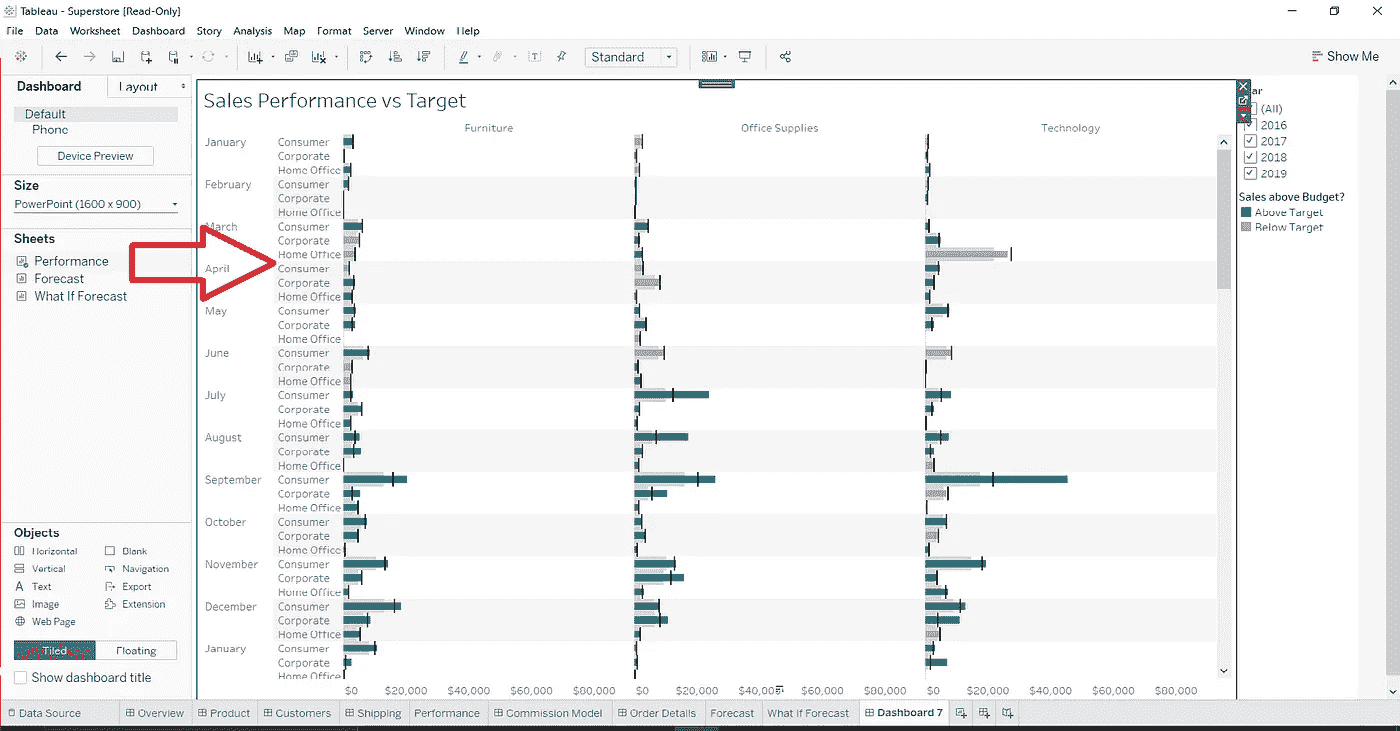 Tableau - Superstore [Read-Only]
File Data Worksheet Dashboard Story Analysis Map Format Server Window Help
Standard Show Me
Dashboard Layout
Default
Phone
Device Preview
Size
PowerPoint (1600 x 900)
Sheets
Performance
Forecast
What If Forecast
Objects
Horizontal Blank
Vertical Navigation
Text Export
Image Extension
Web Page
Tiled Floating
Show dashboard title
Sales Performance vs Target
Furniture Office Supplies Technology
January Consumer
Corporate
Home Office
February Consumer
Corporate
Home Office
March Consumer
Corporate
Home Office
April Consumer
Corporate
Home Office
May Consumer
Corporate
Home Office
June Consumer
Corporate
Home Office
July Consumer
Corporate
Home Office
August Consumer
Corporate
Home Office
September Consumer
Corporate
Home Office
October Consumer
Corporate
Home Office
November Consumer
Corporate
Home Office
December Consumer
Corporate
Home Office
January Consumer
Corporate
Home Office
$0 $20,000 $40,000 $60,000 $80,000 $0 $20,000 $40,000 $60,000 $80,000 $0 $20,000 $40,000 $60,000 $80,000
(All)
2016
2017
2018
2019
Sales above Budget?
Above Target
Below Target
Data Source Overview Product Customers Shipping Performance Commission Model Order Details Forecast What If Forecast Dashboard 7